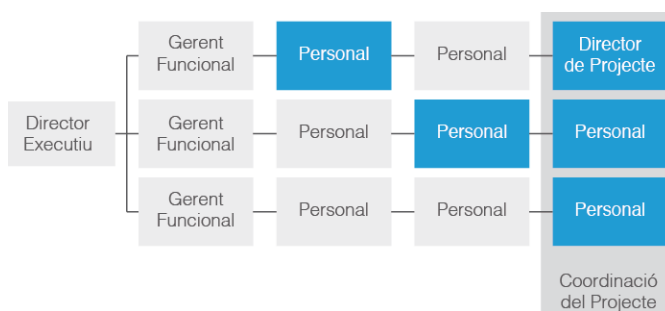 Gerent
Funcional
Personal
Personal
Director
de Projecte
Director
Executiu
Gerent
Funcional
Personal
Personal
Personal
Gerent
Funcional
Personal
Personal
Personal
Coordinació
del Projecte